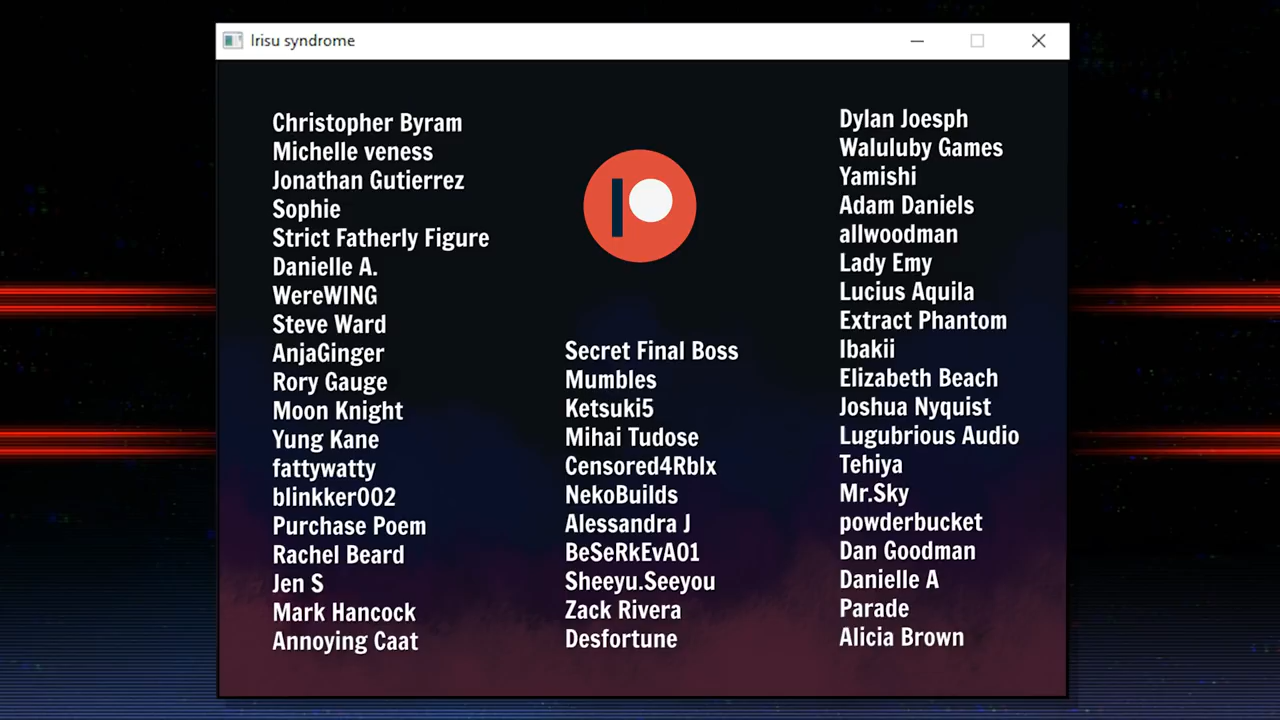 Irisu syndrome
Christopher Byram
Michelle veness
Jonathan Gutierrez
Sophie
Strict Fatherly Figure
Danielle A.
WereWING
Steve Ward
AnjaGinger
Rory Gauge
Moon Knight
Yung Kane
fattywatty
blinkker002
Purchase Poem
Rachel Beard
Jen S
Mark Hancock
Annoying Caat
Secret Final Boss
Mumbles
Ketsuki5
Mihai Tudose
Censored4Rblx
NekoBuilds
Alessandra J
BeSeRkEvA01
Sheeyu.Seeyou
Zack Rivera
Desfortune
Dylan Joesph
Waluluby Games
Yamishi
Adam Daniels
allwoodman
Lady Emy
Lucius Aquila
Extract Phantom
Ibakii
Elizabeth Beach
Joshua Nyquist
Lugubrious Audio
Tehiya
Mr.Sky
powderbucket
Dan Goodman
Danielle A
Parade
Alicia Brown